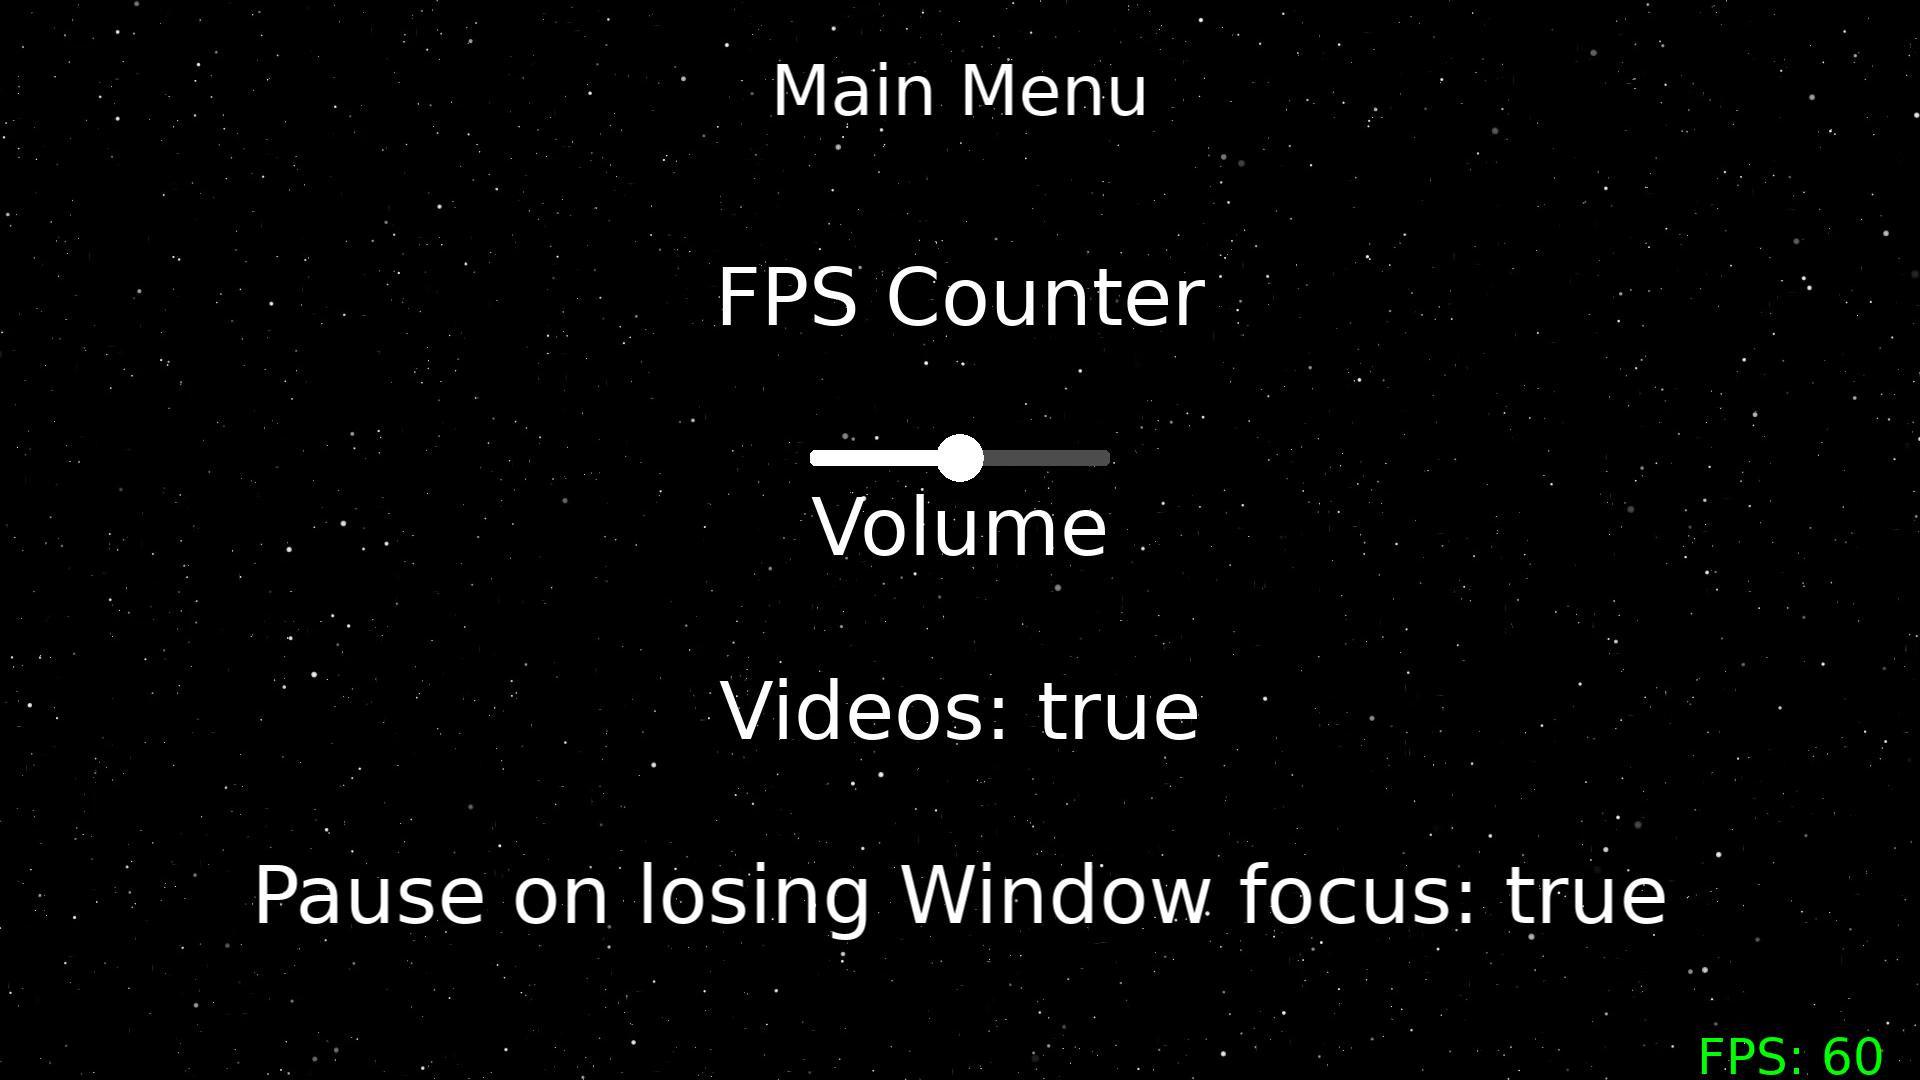 Main Menu
FPS Counter
Volume
Videos: true
Pause on losing Window focus: true
FPS: 60